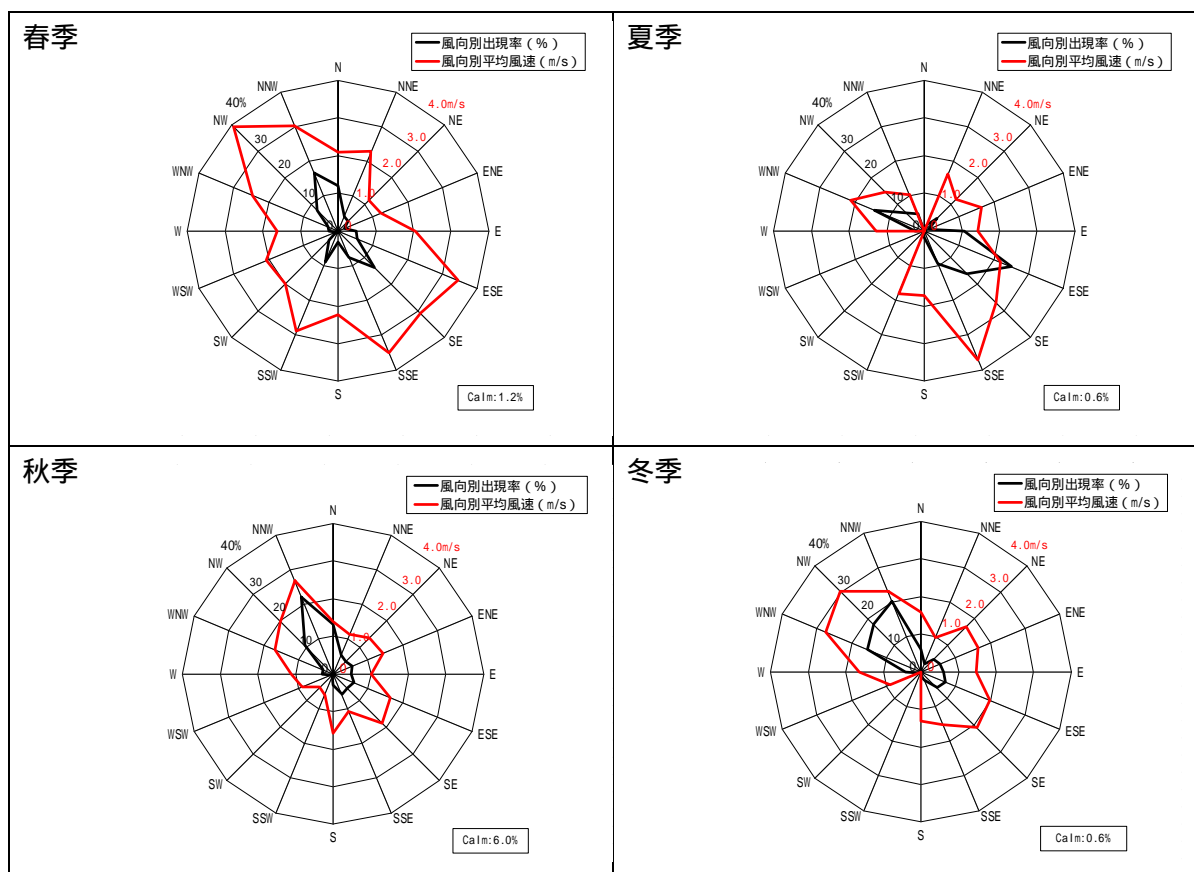 春季
風向別出現率（%）
風向別平均風速（m/s）
N
NNW
NNE
40%
4.0m/s
NW
NE
30
3.0
WNW
ENE
20
2.0
10
1.0
W
0
0
E
WSW
ESE
SW
SE
SSW
SSE
S
Calm:1.2%
夏季
風向別出現率（%）
風向別平均風速（m/s）
N
NNW
NNE
40%
4.0m/s
NW
NE
30
3.0
WNW
ENE
20
2.0
10
1.0
W
0
0
E
WSW
ESE
SW
SE
SSW
SSE
S
Calm:0.6%
秋季
風向別出現率（%）
風向別平均風速（m/s）
N
NNW
NNE
40%
4.0m/s
NW
NE
30
3.0
WNW
ENE
20
2.0
10
1.0
W
0
0
E
WSW
ESE
SW
SE
SSW
SSE
S
Calm:6.0%
冬季
風向別出現率（%）
風向別平均風速（m/s）
N
NNW
NNE
40%
4.0m/s
NW
NE
30
3.0
WNW
ENE
20
2.0
10
1.0
W
0
0
E
WSW
ESE
SW
SE
SSW
SSE
S
Calm:0.6%